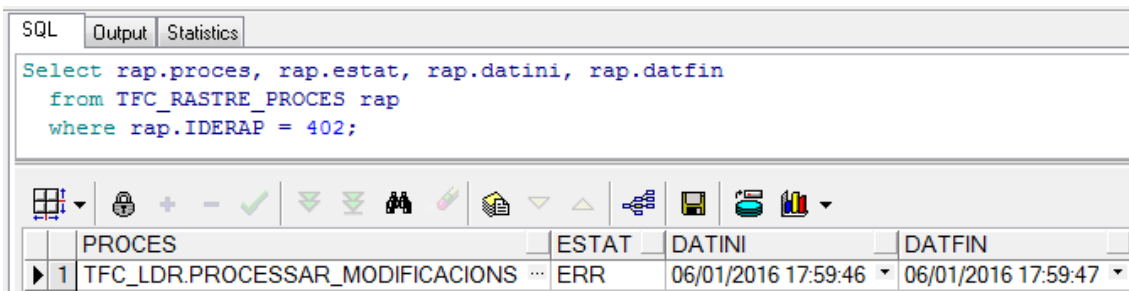 SQL Output Statistics
Select rap.proces, rap.estat, rap.datini, rap.datfin
from TFC_RASTRE_PROCES rap
where rap.IDERAP = 402;
PROCES ESTAT DATINI DATFIN
1 TFC_LDR.PROCESSAR_MODIFICACIONS ... ERR 06/01/2016 17:59:46 06/01/2016 17:59:47